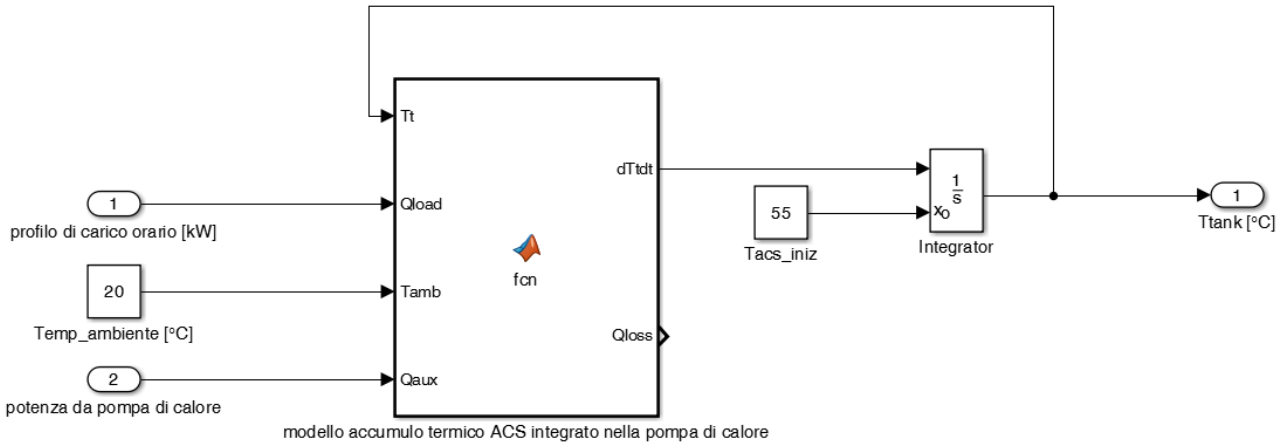 Tt
dTtdt
1
s
x0
55
1
Ttank [°C]
Integrator
Tacs_iniz
1
Qload
profilo di carico orario [kW]
fcn
20
Tamb
Temp_ambiente [°C]
Qloss
2
Qaux
potenza da pompa di calore
modello accumulo termico ACS integrato nella pompa di calore